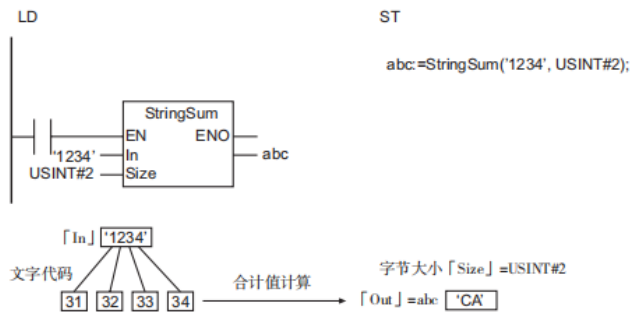 LD
ST
abc:=StringSum('1234', USINT#2);
StringSum
EN ENO
'1234' In abc
USINT#2 Size
「In」 '1234'
文字代码
31 32 33 34
合计值计算
字节大小「Size」=USINT#2
「Out」=abc 'CA'